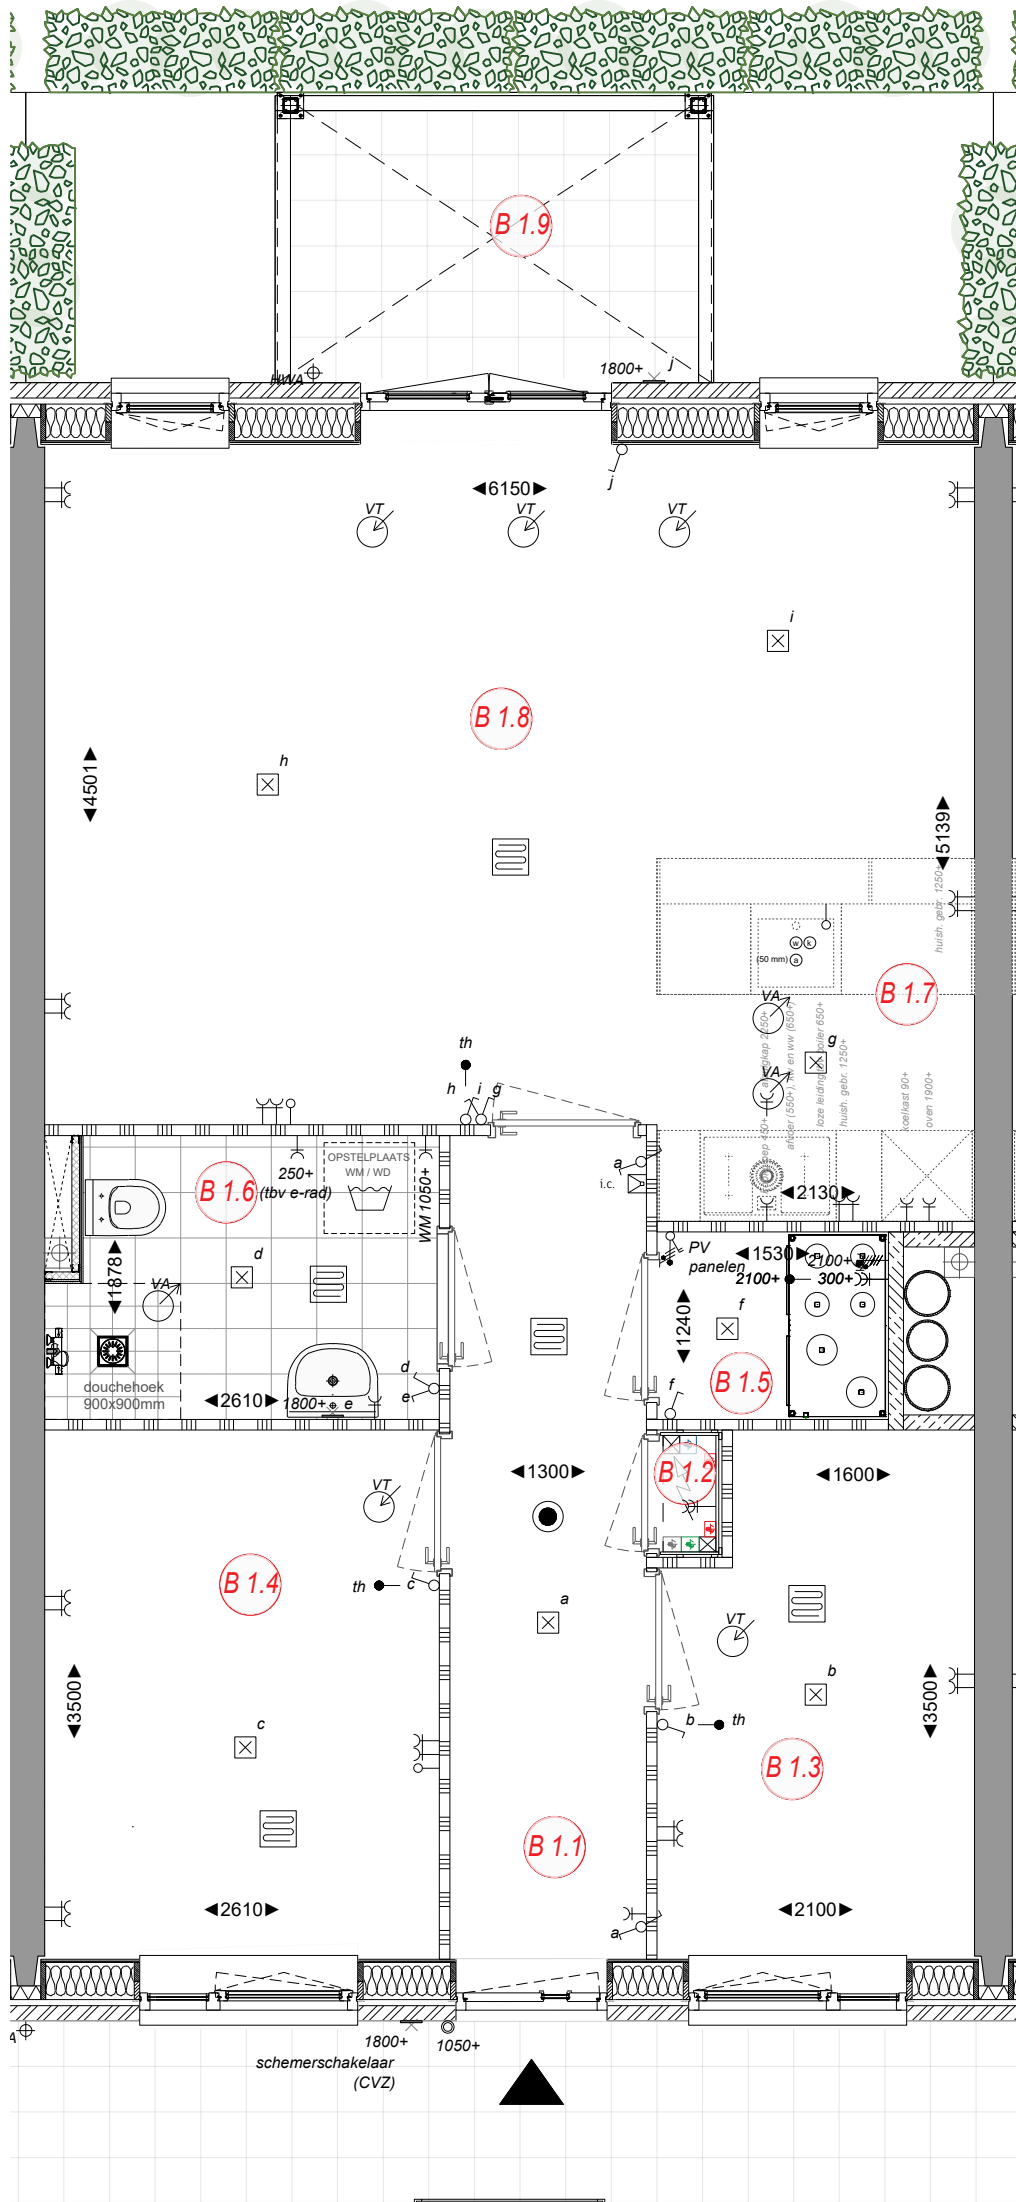 B 1.9
HWA
1800+
j
j
6150
VT
VT
VT
i
B 1.8
h
4501
5139
huish. gebr. 1250+
w
k
(50 mm)
a
B 1.7
VA
g
VA
loze leiding tbv boiler 650+
huish. gebr. 1250+
koelkast 90+
oven 1900+
th
h
i
g
a
i.c.
2130
OPSTELPLAATS
WM / WD
250+
(tbv e-rad)
B 1.6
WM 1050+
PV
panelen
1530
2100+
2100+
300+
d
1878
VA
1240
f
d
e
f
B 1.5
douchehoek
900x900mm
2610
1800+
e
1300
B 1.2
1600
VT
B 1.4
th
c
a
VT
b
3500
3500
b
th
c
B 1.3
B 1.1
2610
2100
a
1800+
1050+
schemerschakelaar
(CVZ)